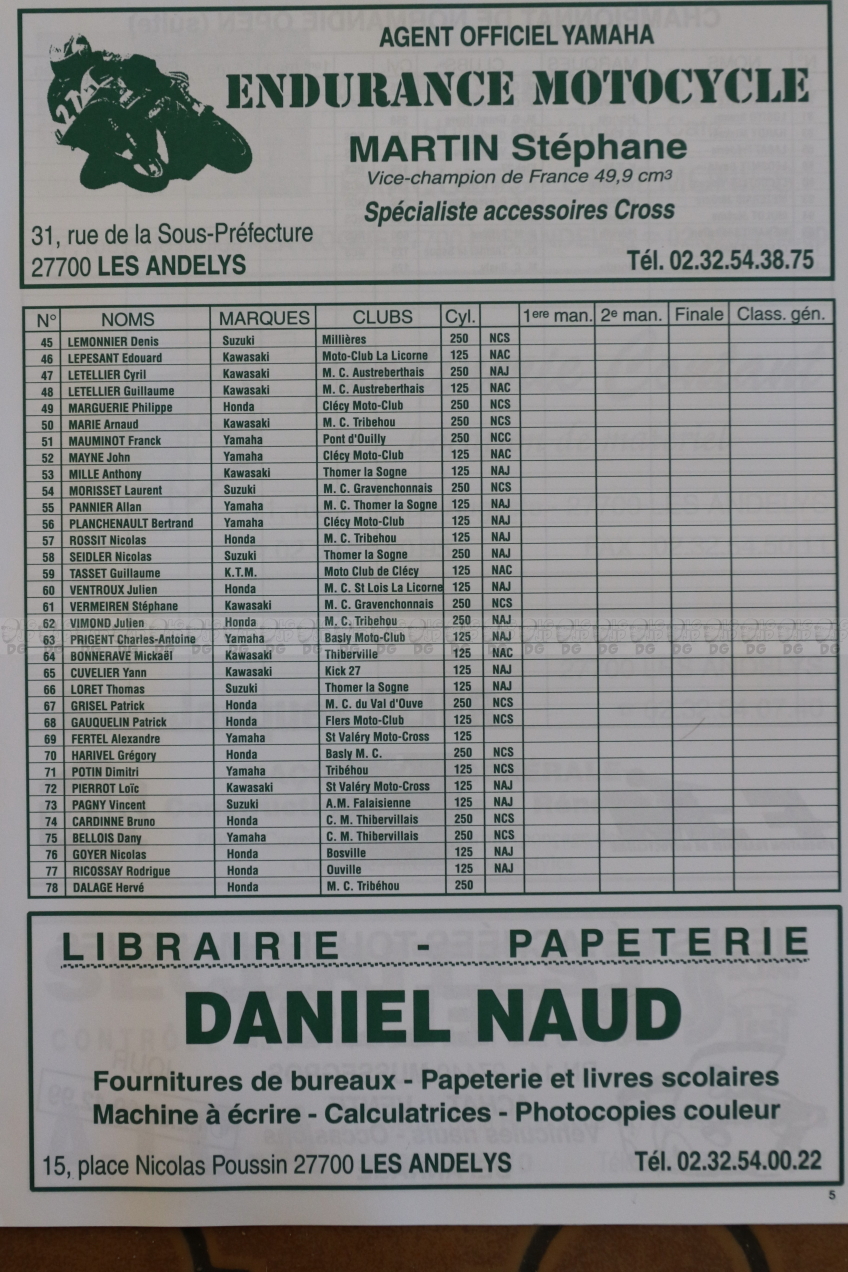 AGENT OFFICIEL YAMAHA
ENDURANCE MOTOCYCLE
MARTIN Stéphane
Vice-champion de France 49,9 cm3
Spécialiste accessoires Cross
31, rue de la Sous-Préfecture
27700 LES ANDELYS
Tél. 02.32.54.38.75
N° NOMS MARQUES CLUBS Cyl. 1ere man. 2e man. Finale Class. gén.
45 LEMONNIER Denis Suzuki Millières 250 NCS
46 LEPESANT Edouard Kawasaki Moto-Club La Licorne 125 NAC
47 LETELLIER Cyril Kawasaki M. C. Austreberthais 250 NAJ
48 LETELLIER Guillaume Kawasaki M. C. Austreberthais 125 NAC
49 MARGUERIE Philippe Honda Clécy Moto-Club 250 NCS
50 MARIE Arnaud Kawasaki M. C. Tribehou 250 NCS
51 MAUMINOT Franck Yamaha Pont d'Ouilly 250 NCC
52 MAYNE John Yamaha Clécy Moto-Club 125 NAC
53 MILLE Anthony Kawasaki Thomer la Sogne 125 NAJ
54 MORISSET Laurent Suzuki M. C. Gravenchonnais 250 NCS
55 PANNIER Allan Yamaha M. C. Thomer la Sogne 125 NAJ
56 PLANCHENAULT Bertrand Yamaha Clécy Moto-Club 125 NAJ
57 ROSSIT Nicolas Honda M. C. Tribehou 125 NAJ
58 SEIDLER Nicolas Suzuki Thomer la Sogne 250 NAJ
59 TASSET Guillaume K.T.M. Moto Club de Clécy 125 NAC
60 VENTROUX Julien Honda M. C. St Lois La Licorne 125 NAJ
61 VERMEIREN Stéphane Kawasaki M. C. Gravenchonnais 250 NCS
62 VIMOND Julien Honda M. C. Tribehou 250 NAJ
63 PRIGENT Charles-Antoine Yamaha Basly Moto-Club 125 NAJ
64 BONNERAVE Mickaël Kawasaki Thiberville 125 NAC
65 CUVELIER Yann Kawasaki Kick 27 125 NAJ
66 LORET Thomas Suzuki Thomer la Sogne 125 NAJ
67 GRISEL Patrick Honda M. C. du Val d'Ouve 250 NCS
68 GAUQUELIN Patrick Honda Flers Moto-Club 125 NCS
69 FERTEL Alexandre Yamaha St Valéry Moto-Cross 125
70 HARIVEL Grégory Honda Basly M. C. 250 NCS
71 POTIN Dimitri Yamaha Tribéhou 125 NCS
72 PIERROT Loïc Kawasaki St Valéry Moto-Cross 125 NAJ
73 PAGNY Vincent Suzuki A.M. Falaisienne 125 NAJ
74 CARDINNE Bruno Honda C. M. Thibervillais 250 NCS
75 BELLOIS Dany Yamaha C. M. Thibervillais 250 NCS
76 GOYER Nicolas Honda Bosville 125 NAJ
77 RICOSSAY Rodrigue Honda Ouville 125 NAJ
78 DALAGE Hervé Honda M. C. Tribéhou 250
LIBRAIRIE - PAPETERIE
DANIEL NAUD
Fournitures de bureaux - Papeterie et livres scolaires
Machine à écrire - Calculatrices - Photocopies couleur
15, place Nicolas Poussin 27700 LES ANDELYS
Tél. 02.32.54.00.22
5